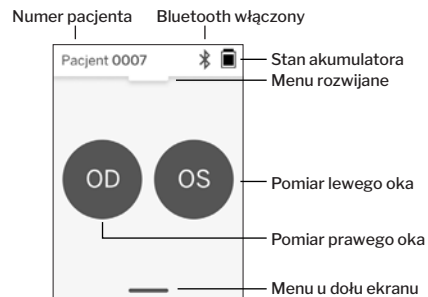 Numer pacjenta
Bluetooth włączony
Pacjent 0007
Stan akumulatora
Menu rozwijane
OD
OS
Pomiar lewego oka
Pomiar prawego oka
Menu u dołu ekranu